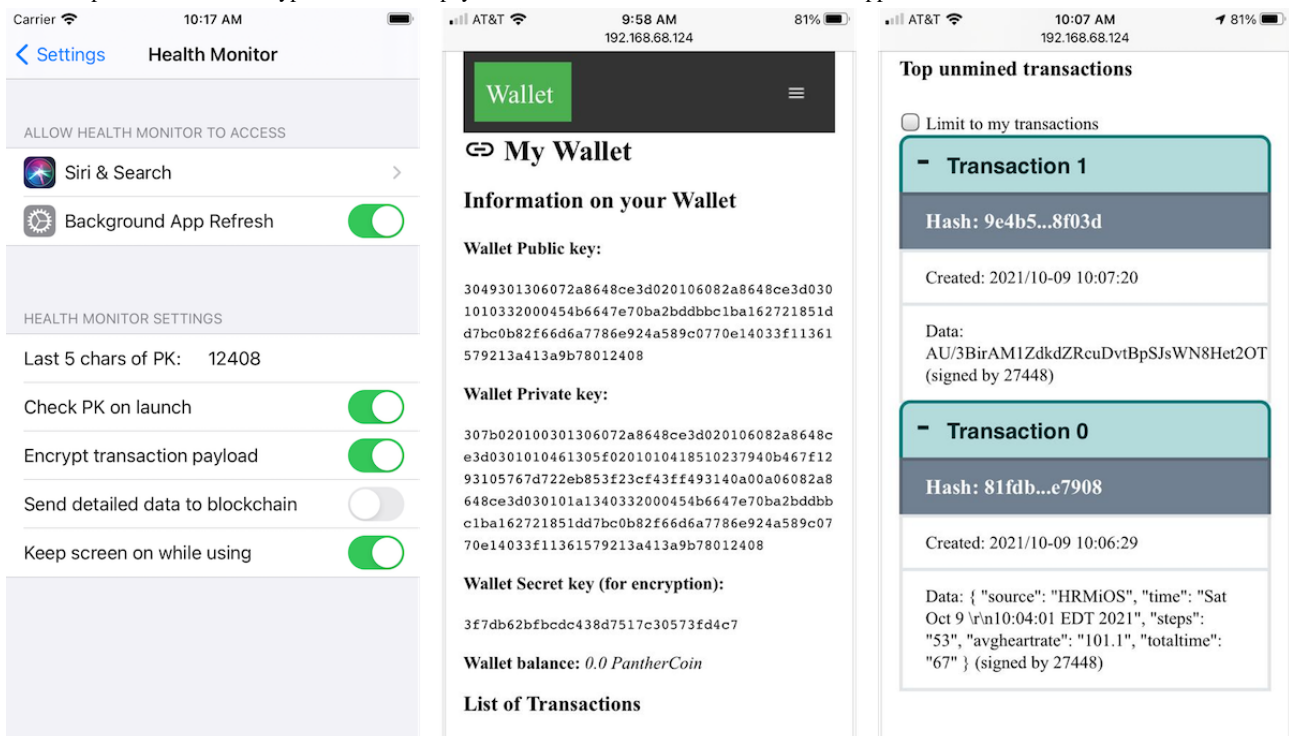 Carrier 10:17 AM
Settings Health Monitor
ALLOW HEALTH MONITOR TO ACCESS
Siri & Search
Background App Refresh
HEALTH MONITOR SETTINGS
Last 5 chars of PK: 12408
Check PK on launch
Encrypt transaction payload
Send detailed data to blockchain
Keep screen on while using
AT&T 9:58 AM 81%
192.168.68.124
Wallet
My Wallet
Information on your Wallet
Wallet Public key:
3049301306072a8648ce3d020106082a8648ce3d030
1010332000454b6647e70ba2bddbbc1ba162721851d
d7bc0b82f66d6a7786e924a589c0770e14033f11361
579213a413a9b78012408
Wallet Private key:
307b020100301306072a8648ce3d020106082a8648c
e3d0301010461305f0201010418510237940b467f12
93105767d722eb853f23cf43ff493140a00a06082a8
648ce3d030101a1340332000454b6647e70ba2bddbb
c1ba162721851dd7bc0b82f66d6a7786e924a589c07
70e14033f11361579213a413a9b78012408
Wallet Secret key (for encryption):
3f7db62bfbcdc438d7517c30573fd4c7
Wallet balance: 0.0 PantherCoin
List of Transactions
AT&T 10:07 AM 81%
192.168.68.124
Top unmined transactions
Limit to my transactions
- Transaction 1
Hash: 9e4b5...8f03d
Created: 2021/10-09 10:07:20
Data:
AU/3BirAM1ZdkdZRcuDvtBpSJsWN8Het2OT
(signed by 27448)
- Transaction 0
Hash: 81fdb...e7908
Created: 2021/10-09 10:06:29
Data: { "source": "HRMiOS", "time": "Sat
Oct 9 \r\n10:04:01 EDT 2021", "steps":
"53", "avgheartrate": "101.1", "totaltime":
"67" } (signed by 27448)